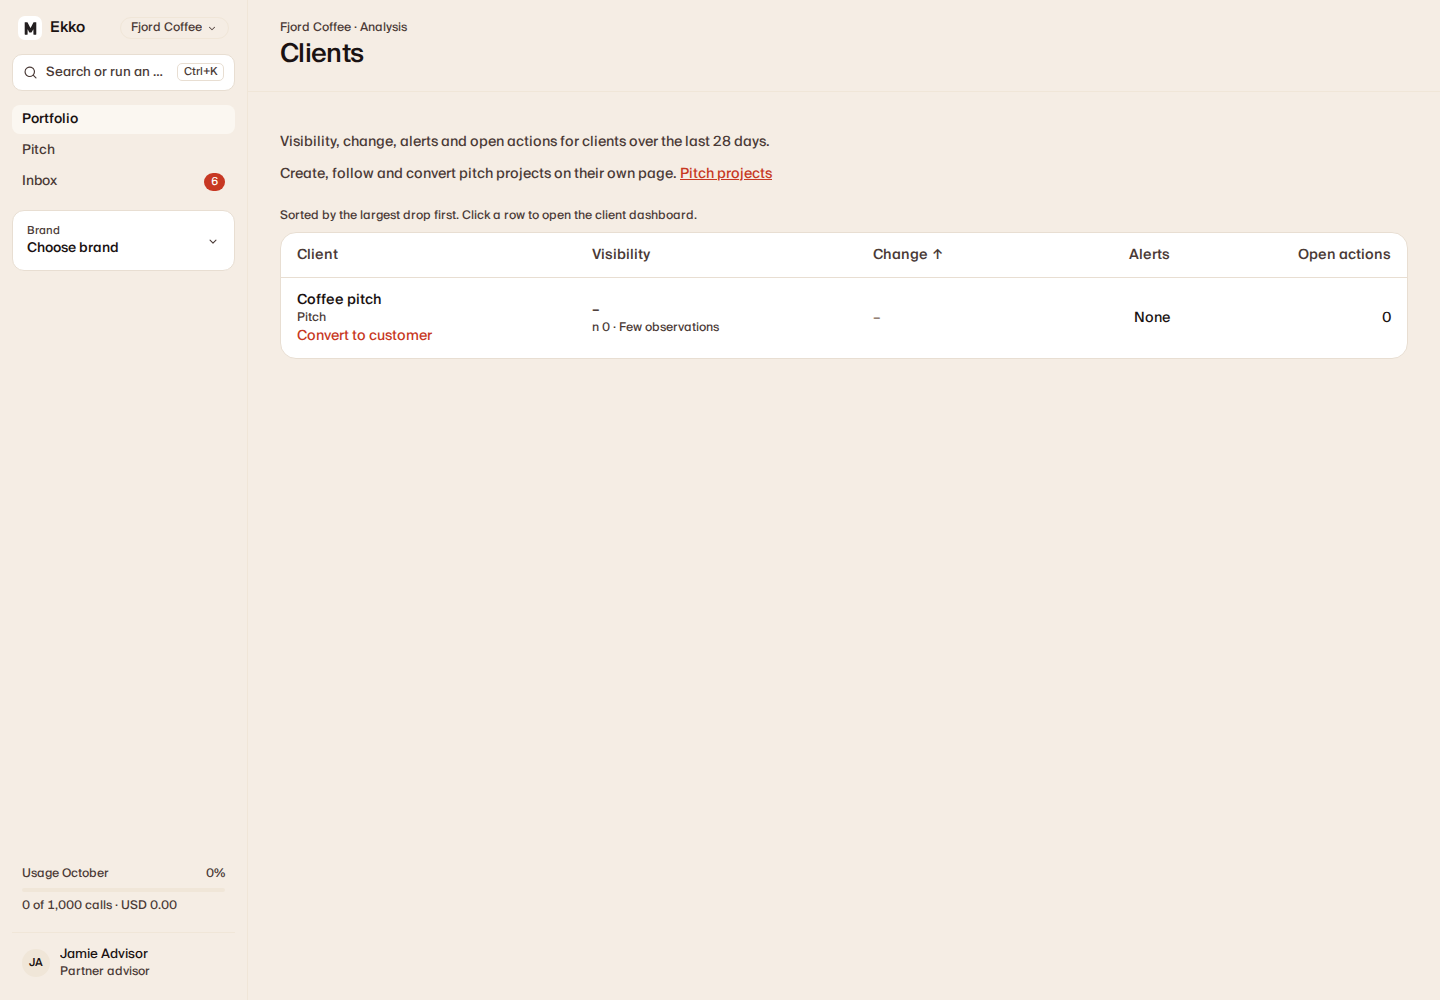 Ekko
Fjord Coffee
Search or run an ...
Ctrl+K
Portfolio
Pitch
Inbox
6
Brand
Choose brand
Usage October
0%
0 of 1,000 calls · USD 0.00
JA
Jamie Advisor
Partner advisor
Fjord Coffee · Analysis
Clients
Visibility, change, alerts and open actions for clients over the last 28 days.
Create, follow and convert pitch projects on their own page. Pitch projects
Sorted by the largest drop first. Click a row to open the client dashboard.
Client Visibility Change ↑ Alerts Open actions
Coffee pitch
Pitch
Convert to customer
–
n 0 · Few observations
–
None
0